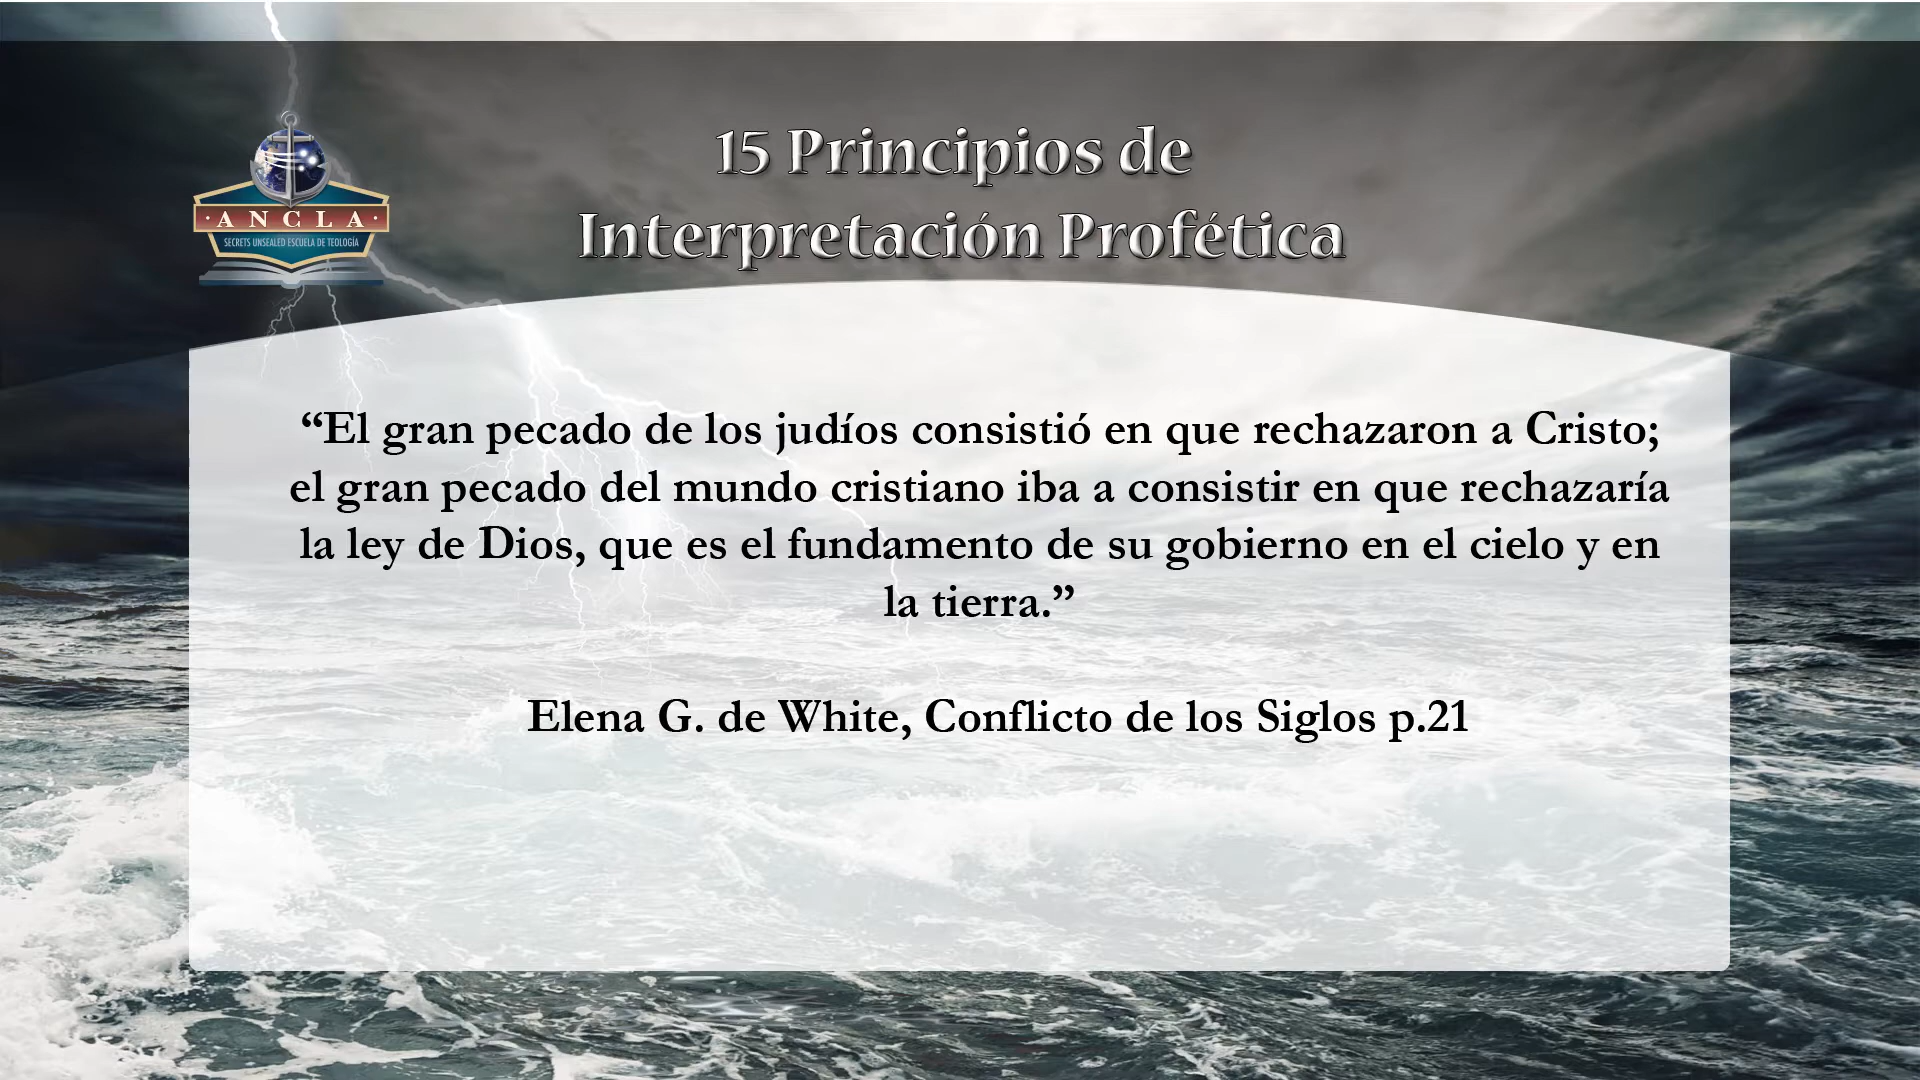 15 Principios de
Interpretación Profética
· A N C L A ·
SECRETS UNSEALED ESCUELA DE TEOLOGÍA
“El gran pecado de los judíos consistió en que rechazaron a Cristo;
el gran pecado del mundo cristiano iba a consistir en que rechazaría
la ley de Dios, que es el fundamento de su gobierno en el cielo y en
la tierra.”
Elena G. de White, Conflicto de los Siglos p.21